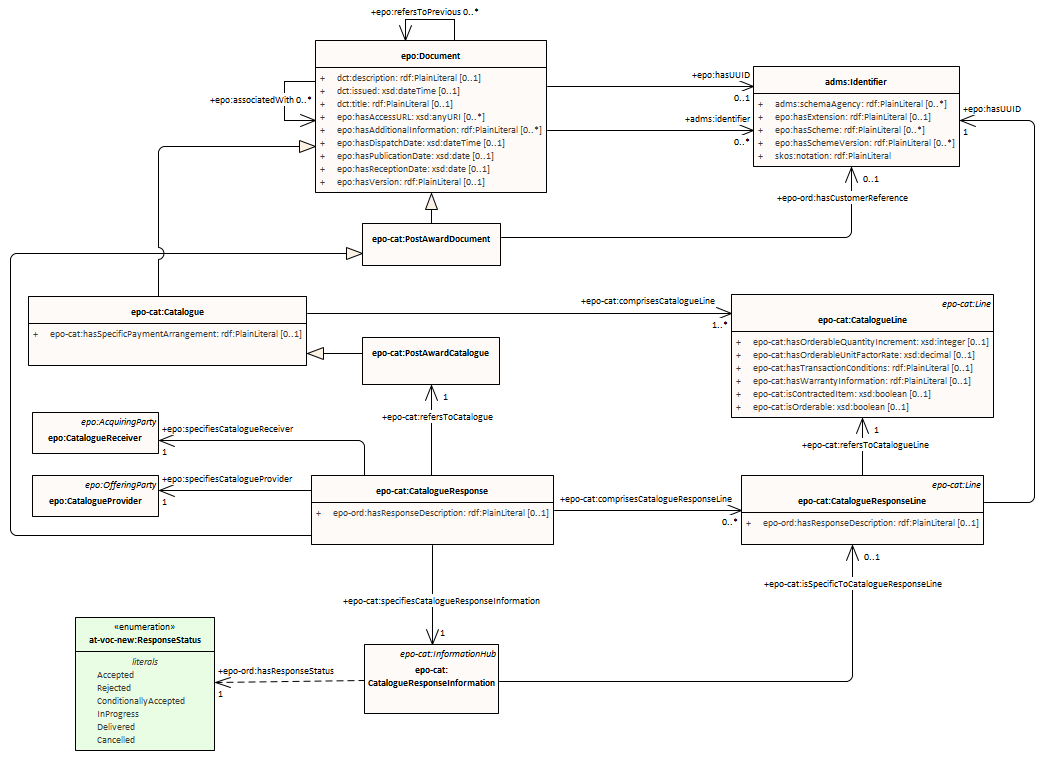 +epo:refersToPrevious 0..*
epo:Document
+ dct:description: rdf:PlainLiteral [0..1]
+ dct:issued: xsd:dateTime [0..1]
+ dct:title: rdf:PlainLiteral [0..1]
+ epo:hasAccessURL: xsd:anyURI [0..*]
+ epo:hasAdditionalInformation: rdf:PlainLiteral [0..*]
+ epo:hasDispatchDate: xsd:dateTime [0..1]
+ epo:hasPublicationDate: xsd:date [0..1]
+ epo:hasReceptionDate: xsd:date [0..1]
+ epo:hasVersion: rdf:PlainLiteral [0..1]
+epo:associatedWith 0..*
+epo:hasUUID
0..1
+adms:identifier
0..*
adms:Identifier
+ adms:schemaAgency: rdf:PlainLiteral [0..*]
+ epo:hasExtension: rdf:PlainLiteral [0..1]
+ epo:hasScheme: rdf:PlainLiteral [0..*]
+ epo:hasSchemeVersion: rdf:PlainLiteral [0..*]
+ skos:notation: rdf:PlainLiteral
+epo:hasUUID
1
0..1
+epo-ord:hasCustomerReference
epo-cat:PostAwardDocument
epo-cat:Catalogue
+ epo-cat:hasSpecificPaymentArrangement: rdf:PlainLiteral [0..1]
+epo-cat:comprisesCatalogueLine
1..*
epo-cat:Line
epo-cat:CatalogueLine
+ epo-cat:hasOrderableQuantityIncrement: xsd:integer [0..1]
+ epo-cat:hasOrderableUnitFactorRate: xsd:decimal [0..1]
+ epo-cat:hasTransactionConditions: rdf:PlainLiteral [0..1]
+ epo-cat:hasWarrantyInformation: rdf:PlainLiteral [0..1]
+ epo-cat:isContractedItem: xsd:boolean [0..1]
+ epo-cat:isOrderable: xsd:boolean [0..1]
epo-cat:PostAwardCatalogue
1
+epo-cat:refersToCatalogue
epo:AcquiringParty
epo:CatalogueReceiver
+epo:specifiesCatalogueReceiver
1
1
+epo-cat:refersToCatalogueLine
epo:OfferingParty
epo:CatalogueProvider
+epo:specifiesCatalogueProvider
1
epo-cat:CatalogueResponse
+ epo-ord:hasResponseDescription: rdf:PlainLiteral [0..1]
+epo-cat:comprisesCatalogueResponseLine
0..*
epo-cat:Line
epo-cat:CatalogueResponseLine
+ epo-ord:hasResponseDescription: rdf:PlainLiteral [0..1]
0..1
+epo-cat:isSpecificToCatalogueResponseLine
+epo-cat:specifiesCatalogueResponseInformation
1
epo-cat:InformationHub
epo-cat:
CatalogueResponseInformation
+epo-ord:hasResponseStatus
1
«enumeration»
at-voc-new:ResponseStatus
literals
Accepted
Rejected
ConditionallyAccepted
InProgress
Delivered
Cancelled